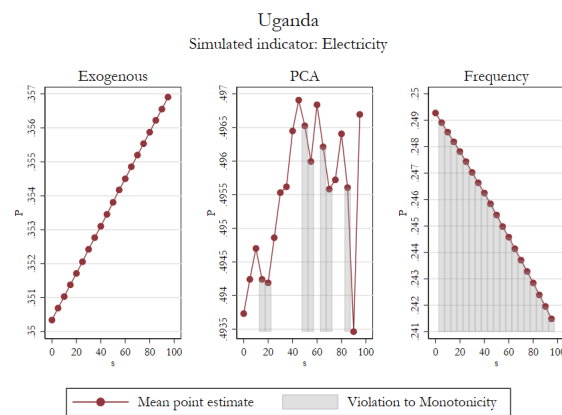 Uganda
Simulated indicator: Electricity
Exogenous
PCA
Frequency
P
.35
.351
.352
.353
.354
.355
.356
.357
0 20 40 60 80 100
s
P
.4935
.494
.4945
.495
.4955
.496
.4965
.497
0 20 40 60 80 100
s
P
.241
.242
.243
.244
.245
.246
.247
.248
.249
.25
0 20 40 60 80 100
s
Mean point estimate
Violation to Monotonicity